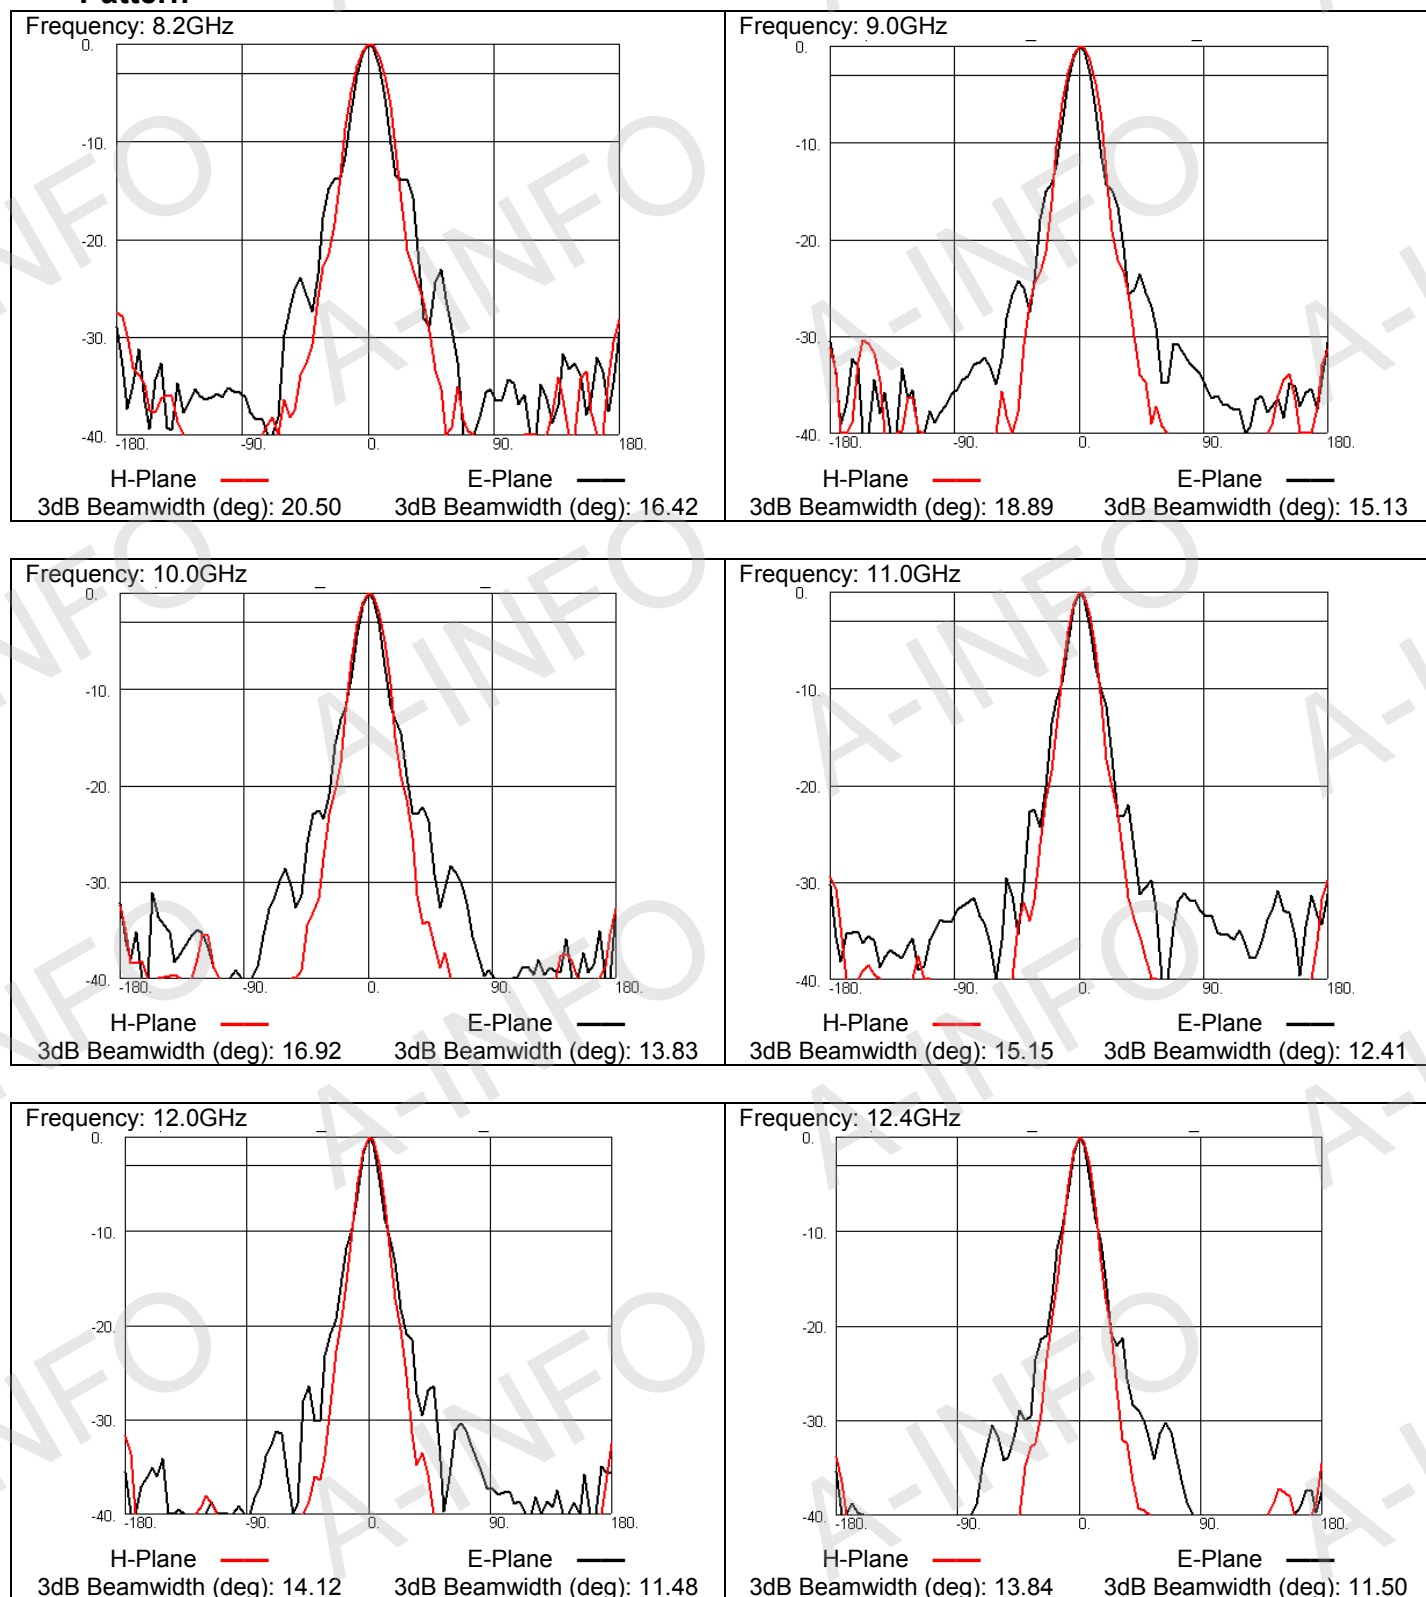 Pattern
Frequency: 8.2GHz
0.
-10.
-20.
-30.
-40.
-180. -90. 0. 90. 180.
H-Plane E-Plane
3dB Beamwidth (deg): 20.50 3dB Beamwidth (deg): 16.42
Frequency: 9.0GHz
0.
-10.
-20.
-30.
-40.
-180. -90. 0. 90. 180.
H-Plane E-Plane
3dB Beamwidth (deg): 18.89 3dB Beamwidth (deg): 15.13
Frequency: 10.0GHz
0.
-10.
-20.
-30.
-40.
-180. -90. 0. 90. 180.
H-Plane E-Plane
3dB Beamwidth (deg): 16.92 3dB Beamwidth (deg): 13.83
Frequency: 11.0GHz
0.
-10.
-20.
-30.
-40.
-180. -90. 0. 90. 180.
H-Plane E-Plane
3dB Beamwidth (deg): 15.15 3dB Beamwidth (deg): 12.41
Frequency: 12.0GHz
0.
-10.
-20.
-30.
-40.
-180. -90. 0. 90. 180.
H-Plane E-Plane
3dB Beamwidth (deg): 14.12 3dB Beamwidth (deg): 11.48
Frequency: 12.4GHz
0.
-10.
-20.
-30.
-40.
-180. -90. 0. 90. 180.
H-Plane E-Plane
3dB Beamwidth (deg): 13.84 3dB Beamwidth (deg): 11.50
A-INFO